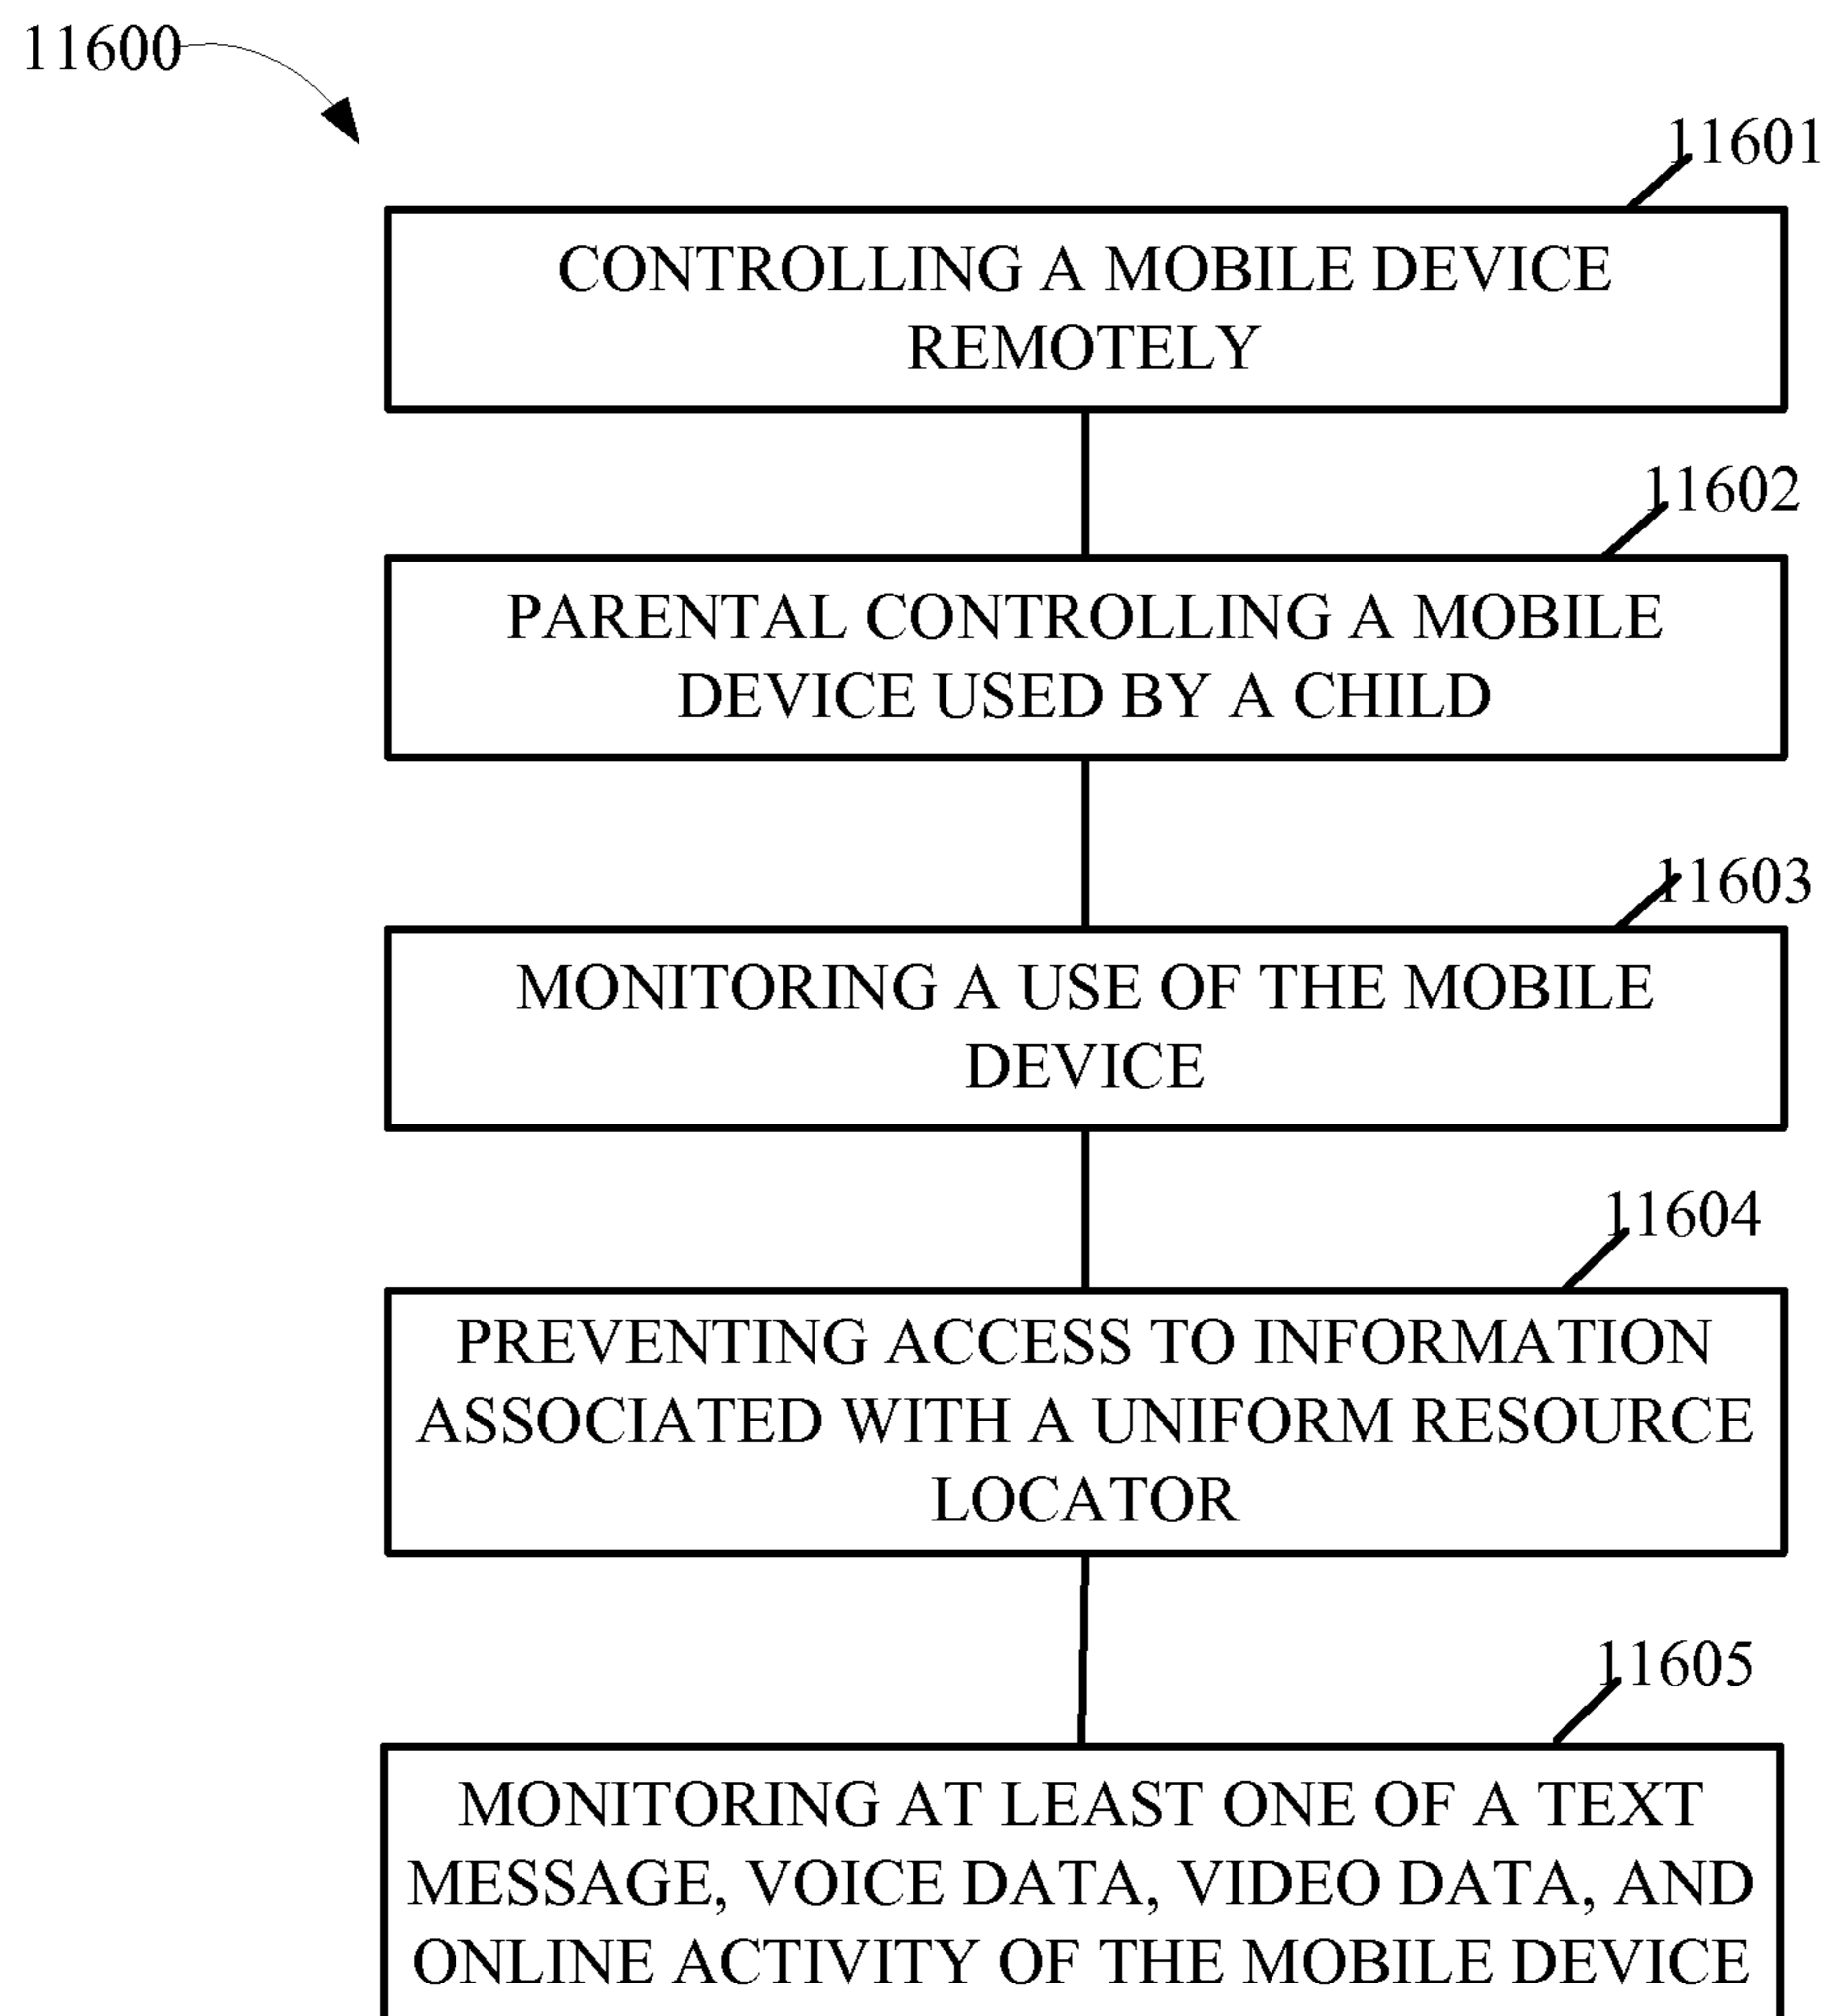 11600
11601
CONTROLLING A MOBILE DEVICE
REMOTELY
11602
PARENTAL CONTROLLING A MOBILE
DEVICE USED BY A CHILD
11603
MONITORING A USE OF THE MOBILE
DEVICE
11604
PREVENTING ACCESS TO INFORMATION
ASSOCIATED WITH A UNIFORM RESOURCE
LOCATOR
11605
MONITORING AT LEAST ONE OF A TEXT
MESSAGE, VOICE DATA, VIDEO DATA, AND
ONLINE ACTIVITY OF THE MOBILE DEVICE